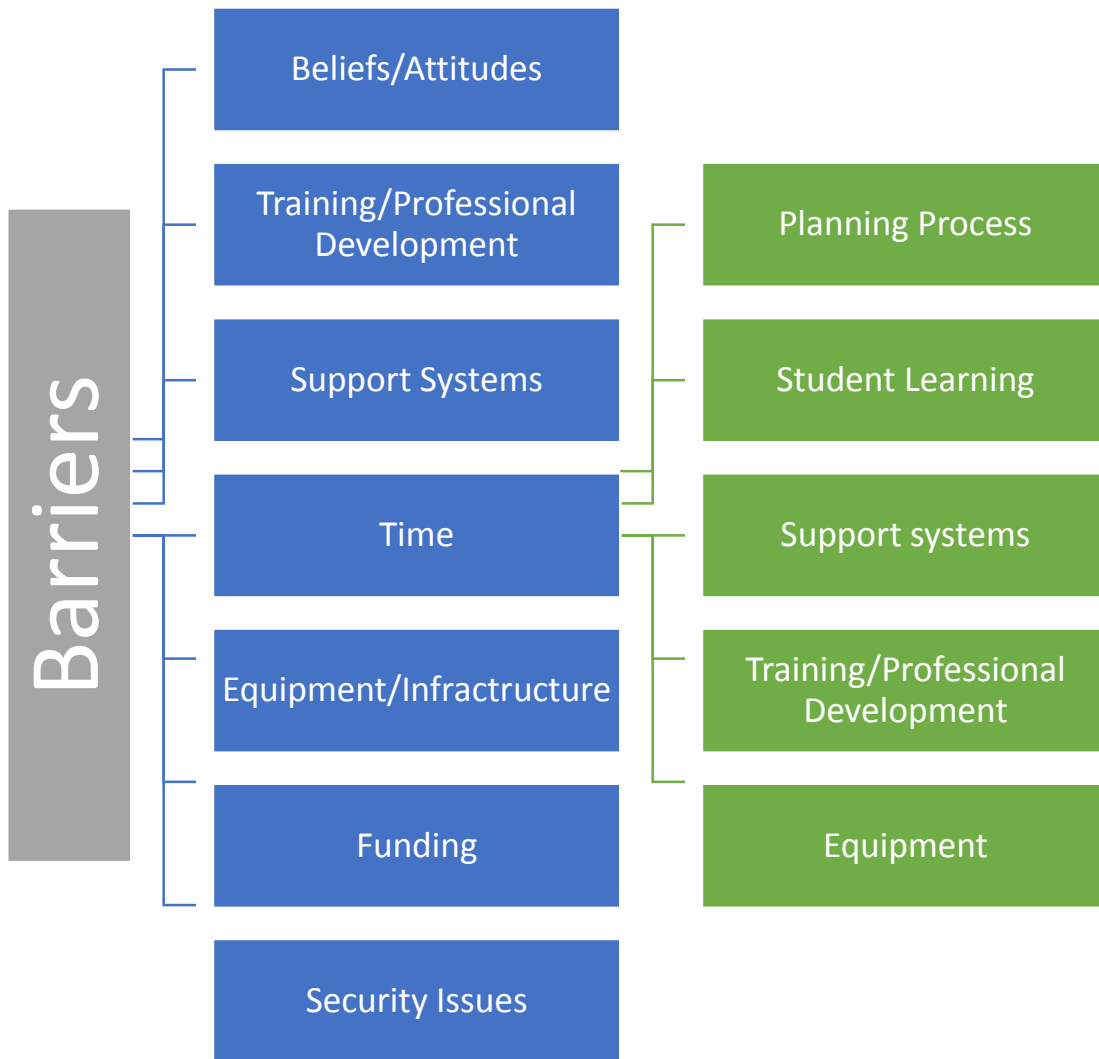 Barriers
Beliefs/Attitudes
Training/Professional
Development
Support Systems
Time
Equipment/Infractructure
Funding
Security Issues
Planning Process
Student Learning
Support systems
Training/Professional
Development
Equipment